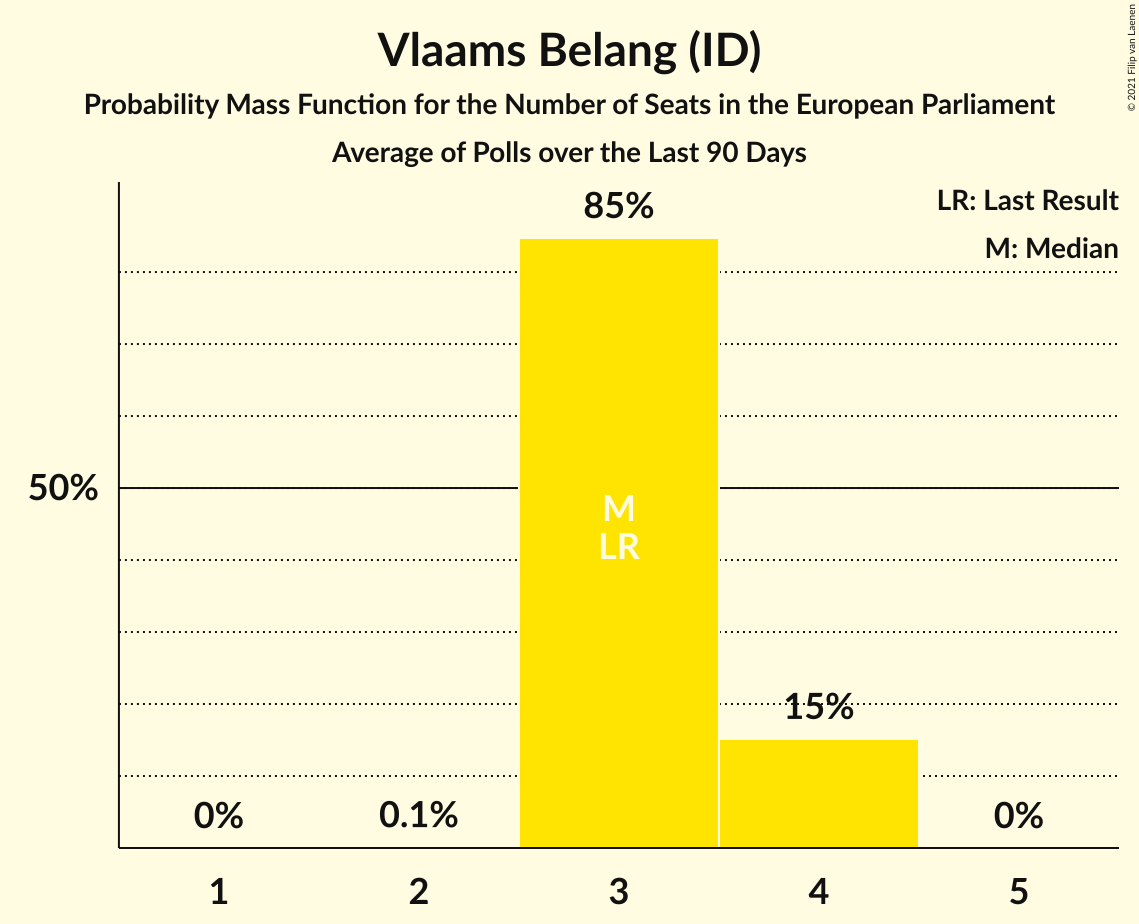 Vlaams Belang (ID)
Probability Mass Function for the Number of Seats in the European Parliament
Average of Polls over the Last 90 Days
© 2021 Filip van Laenen
LR: Last Result
M: Median
85%
50%
M
LR
15%
0%
0.1%
0%
1
2
3
4
5